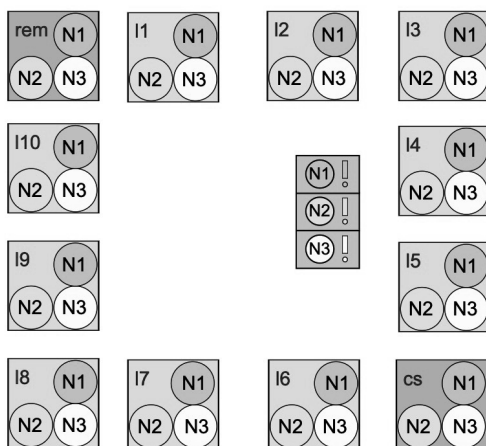 rem N1 I1 N1 I2 N1 I3 N1
N2 N3 N2 N3 N2 N3 N2 N3
I10 N1 I4 N1
N2 N3 N2 N3
N1 !
N2 !
N3 !
I9 N1 I5 N1
N2 N3 N2 N3
I8 N1 I7 N1 I6 N1 cs N1
N2 N3 N2 N3 N2 N3 N2 N3